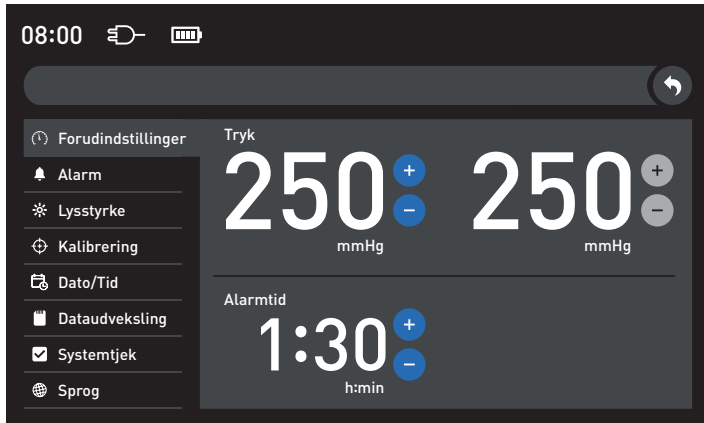 08:00
Forudindstillinger
Alarm
Lysstyrke
Kalibrering
Dato/Tid
Dataudveksling
Systemtjek
Sprog
Tryk
250 + −
mmHg
250 + −
mmHg
Alarmtid
1:30 + −
h:min